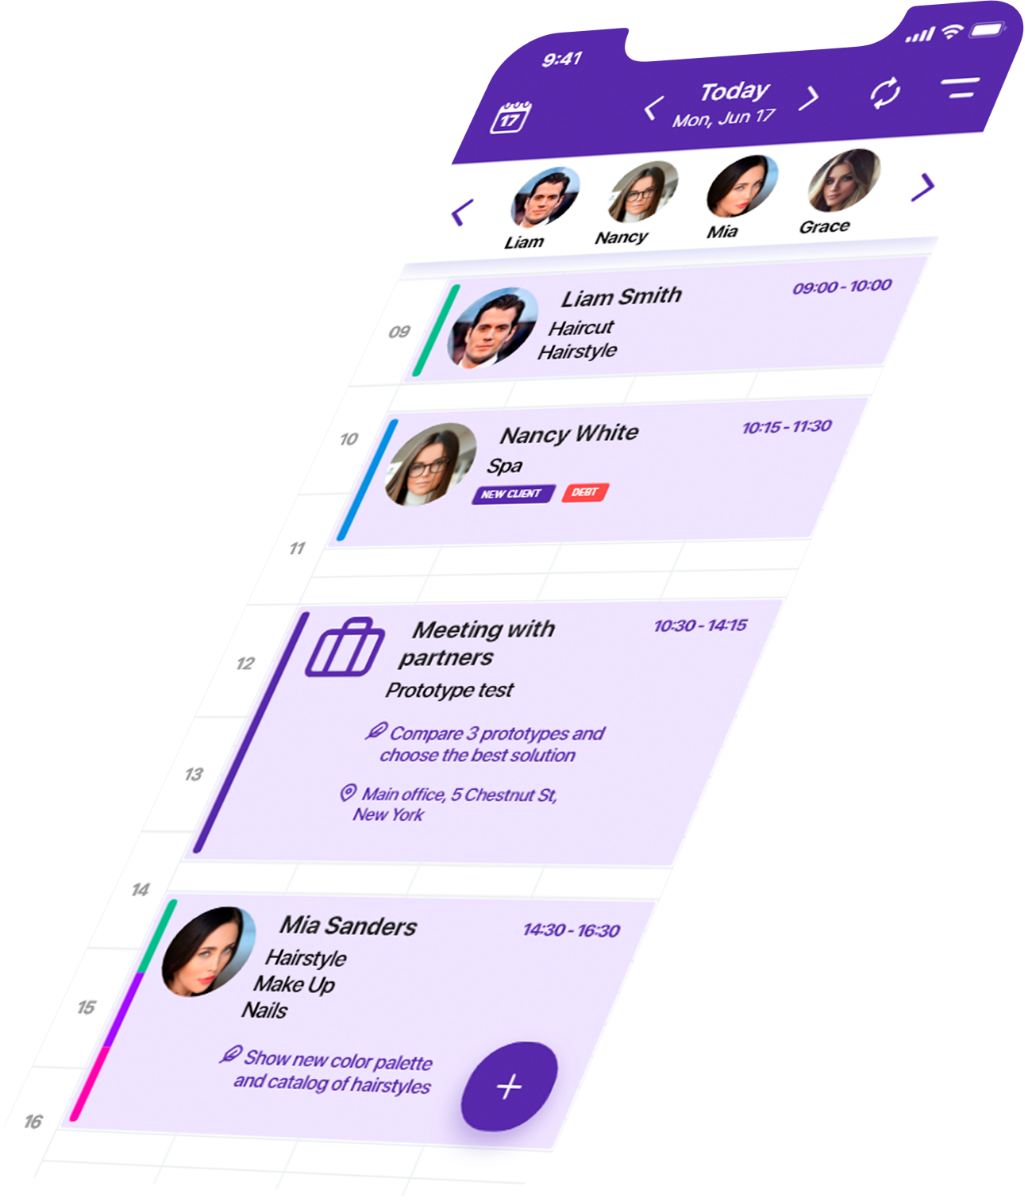 9:41
17
Today
Mon, Jun 17
Liam
Nancy
Mia
Grace
09
Liam Smith
09:00 - 10:00
Haircut
Hairstyle
10
Nancy White
10:15 - 11:30
Spa
NEW CLIENT
DEBT
11
Meeting with
partners
10:30 - 14:15
12
Prototype test
Compare 3 prototypes and
choose the best solution
13
Main office, 5 Chestnut St,
New York
14
Mia Sanders
14:30 - 16:30
Hairstyle
Make Up
Nails
15
Show new color palette
and catalog of hairstyles
16